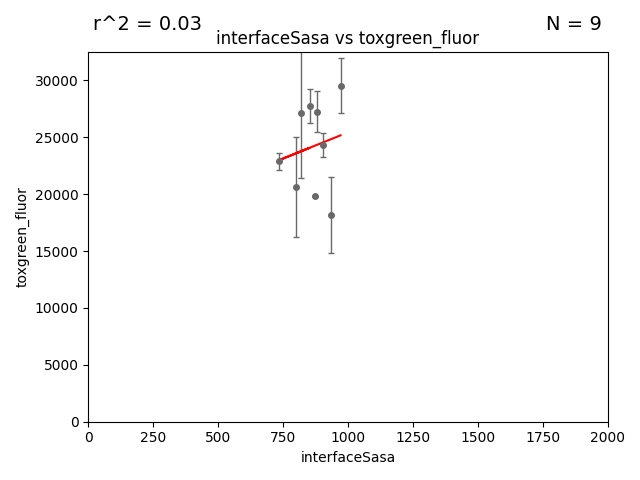 r^2 = 0.03
N = 9
interfaceSasa vs toxgreen_fluor
30000
25000
20000
15000
10000
5000
0
toxgreen_fluor
0 250 500 750 1000 1250 1500 1750 2000
interfaceSasa